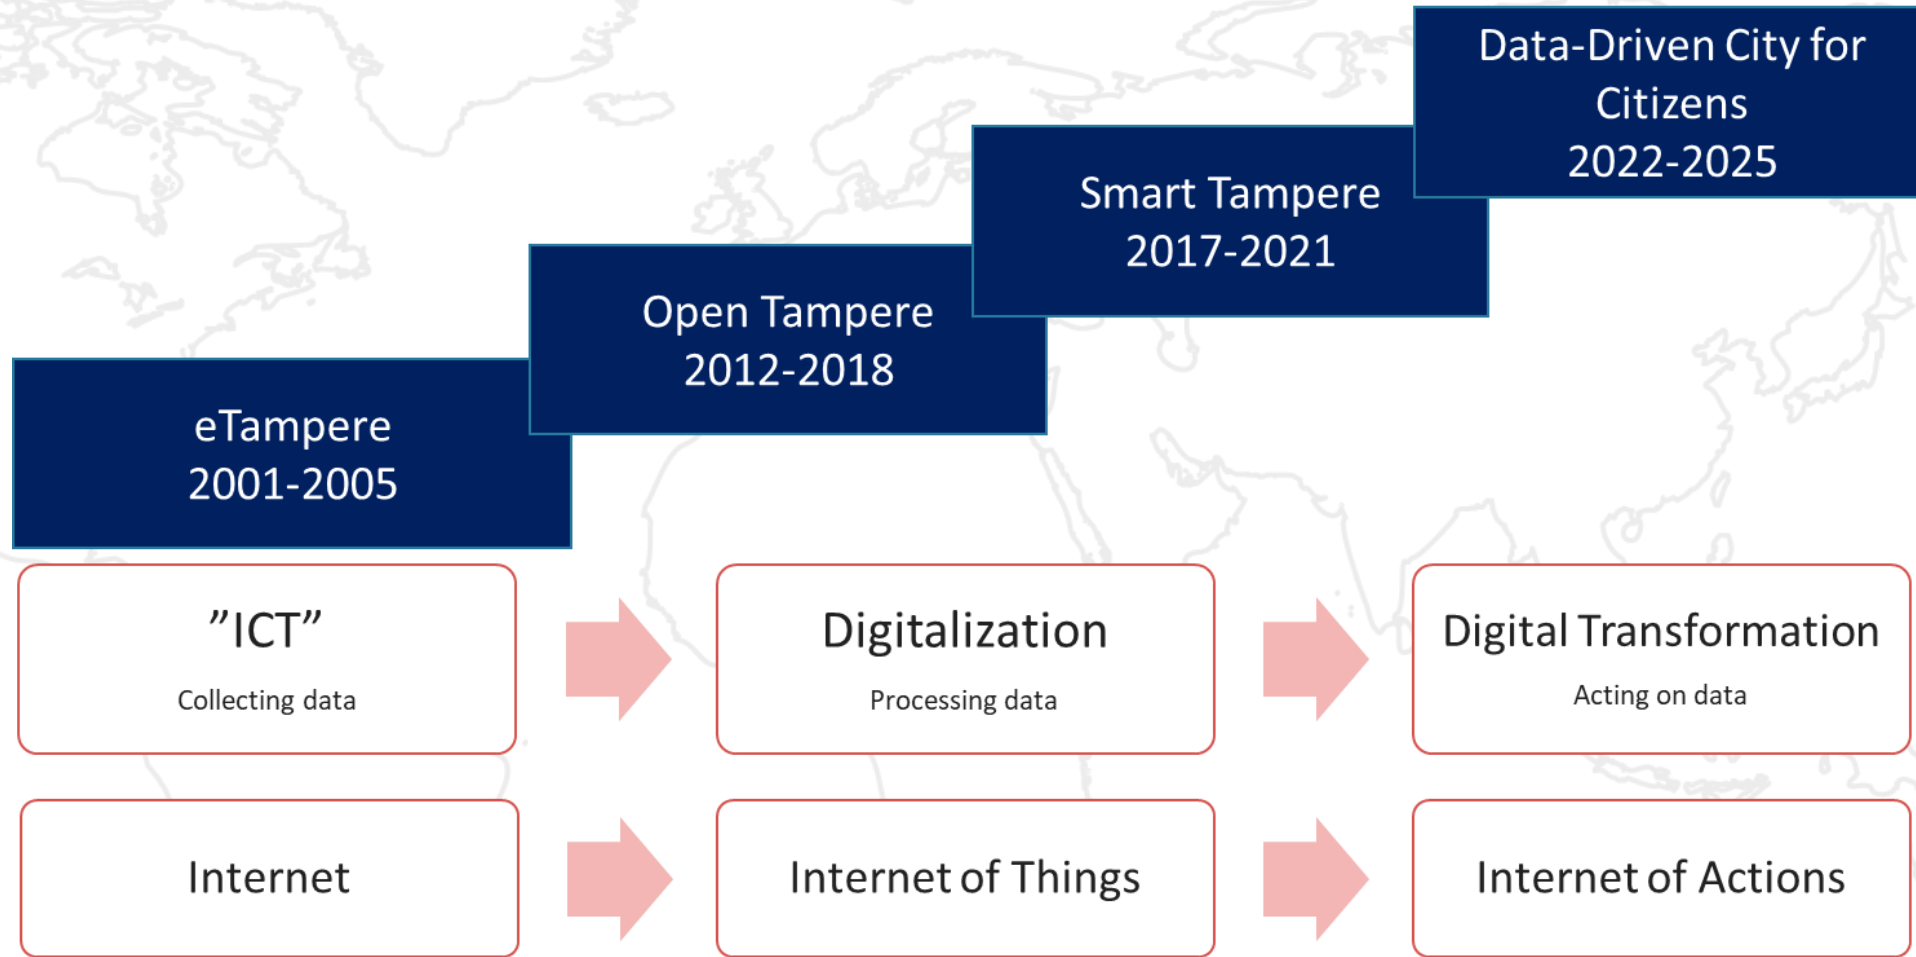 Data-Driven City for
Citizens
2022-2025
Smart Tampere
2017-2021
Open Tampere
2012-2018
eTampere
2001-2005
”ICT”
Collecting data
Digitalization
Processing data
Digital Transformation
Acting on data
Internet
Internet of Things
Internet of Actions